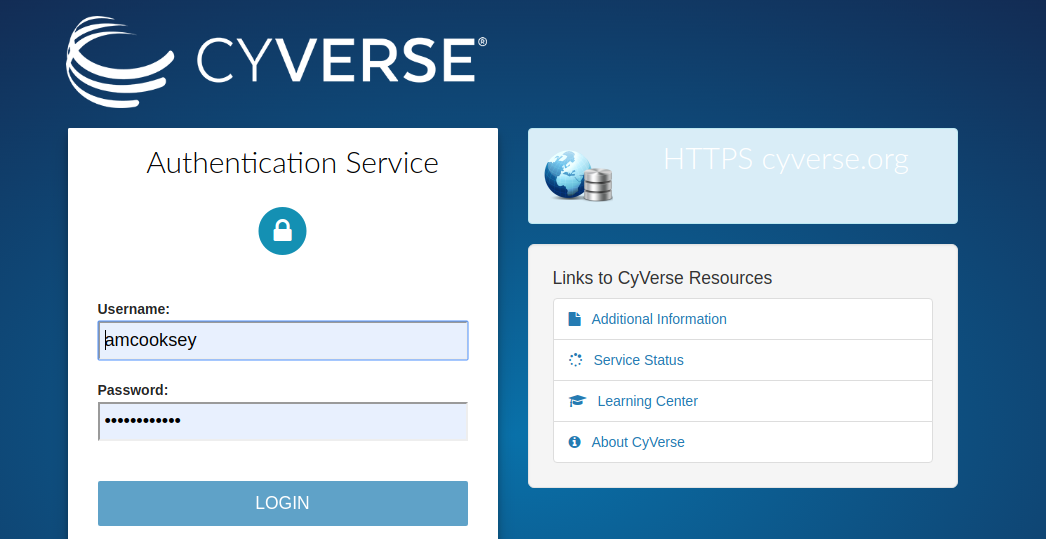 CYVERSE®
Authentication Service
Username:
amcooksey
Password:
••••••••••••
LOGIN
HTTPS cyverse.org
Links to CyVerse Resources
Additional Information
Service Status
Learning Center
About CyVerse